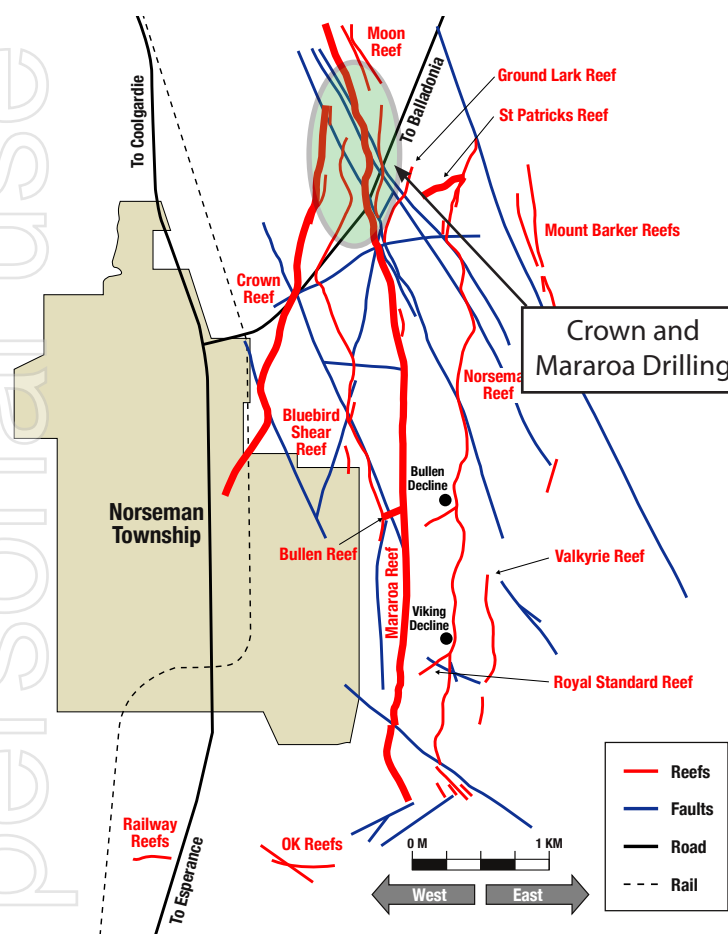 personal use
Moon
Reef
To Coolgardie
To Balladonia
Ground Lark Reef
St Patricks Reef
Mount Barker Reefs
Crown
Reef
Crown and
Mararoa Drilling
Norsema
Reef
Bluebird
Shear
Reef
Bullen
Decline
Norseman
Township
Bullen Reef
Mararoa Reef
Valkyrie Reef
Viking
Decline
Royal Standard Reef
Railway
Reefs
To Esperance
OK Reefs
0 M
1 KM
West
East
Reefs
Faults
Road
Rail